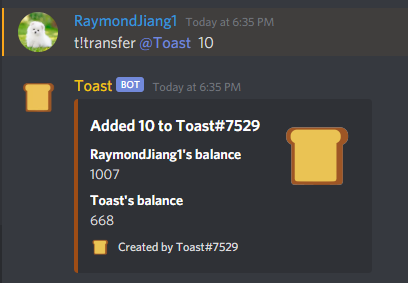 RaymondJiang1 Today at 6:35 PM
t!transfer @Toast 10
Toast BOT Today at 6:35 PM
Added 10 to Toast#7529
RaymondJiang1's balance
1007
Toast's balance
668
Created by Toast#7529